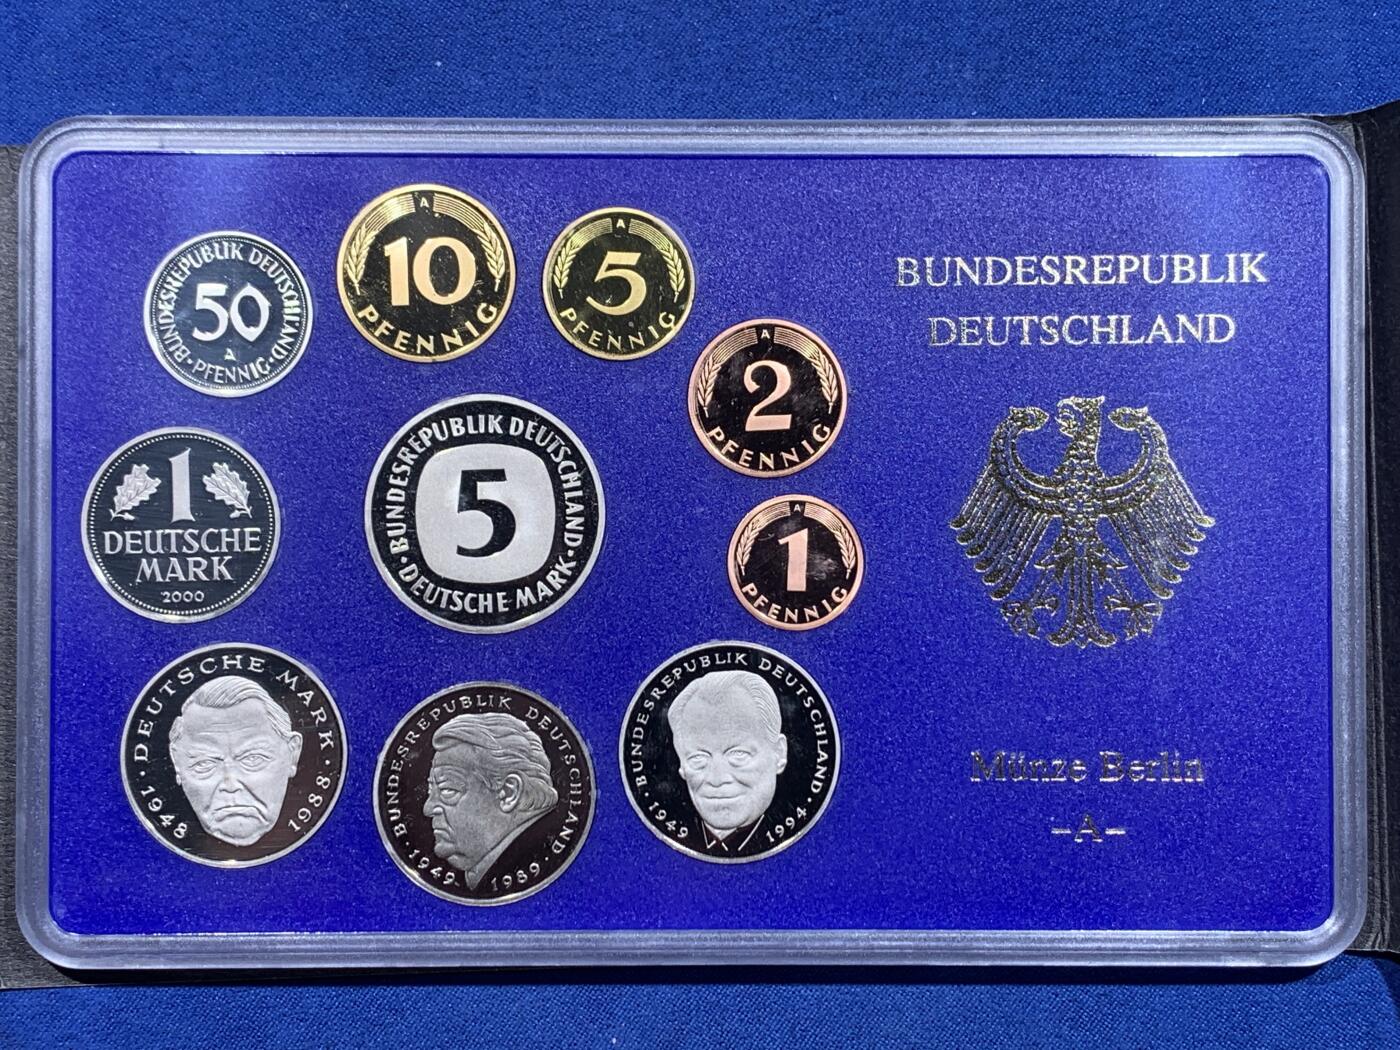 BUNDESREPUBLIK DEUTSCHLAND
50
A
PFENNIG
A
10
PFENNIG
A
5
PFENNIG
A
2
PFENNIG
A
1
PFENNIG
1
DEUTSCHE
MARK
2000
BUNDESREPUBLIK DEUTSCHLAND
5
DEUTSCHE MARK
DEUTSCHE MARK
1948 1988
BUNDESREPUBLIK DEUTSCHLAND
1949 1989
BUNDESREPUBLIK DEUTSCHLAND
1949 1994
BUNDESREPUBLIK
DEUTSCHLAND
Münze Berlin
–A–